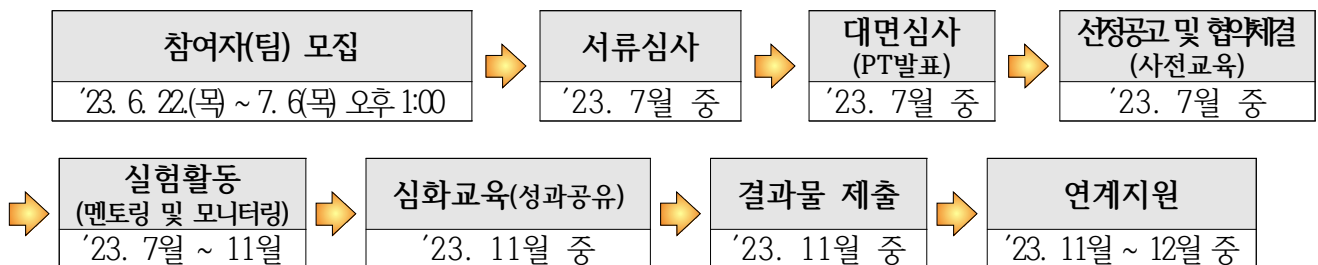 참여자(팀) 모집
´23. 6. 22.(목) ~ 7. 6(목) 오후 1:00
서류심사
´23. 7월 중
대면심사
(PT발표)
´23. 7월 중
선정공고 및 협약체결
(사전교육)
´23. 7월 중
실험활동
(멘토링 및 모니터링)
´23. 7월 ~ 11월
심화교육(성과공유)
´23. 11월 중
결과물 제출
´23. 11월 중
연계지원
´23. 11월 ~ 12월 중